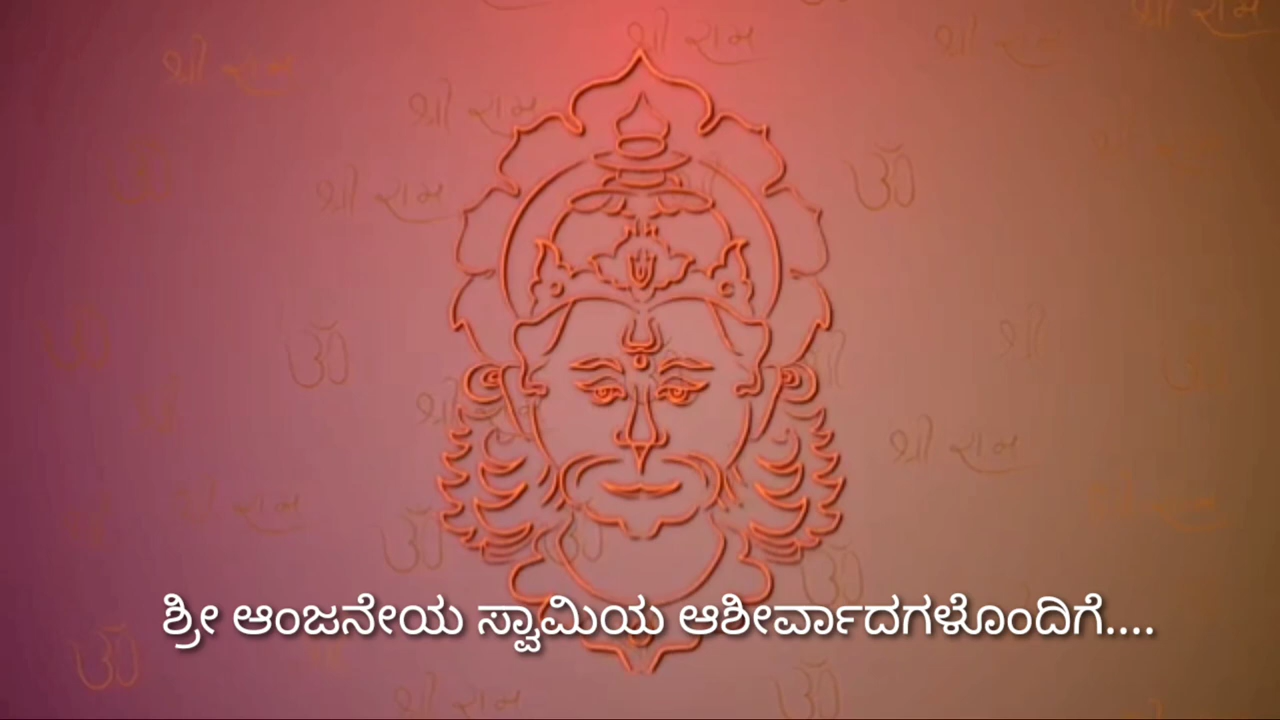 શ્રી રામ
શ્રી રામ
શ્રી રામ
શ્રી રામ
શ્રી રામ
ॐ
ॐ
શ્રી રામ
ॐ
શ્રી
શ્રી રામ
ॐ
ॐ
ಶ್ರೀ ಆಂಜನೇಯ ಸ್ವಾಮಿಯ ಆಶೀರ್ವಾದಗಳೊಂದಿಗೆ....
ॐ
ॐ
શ્રી રામ